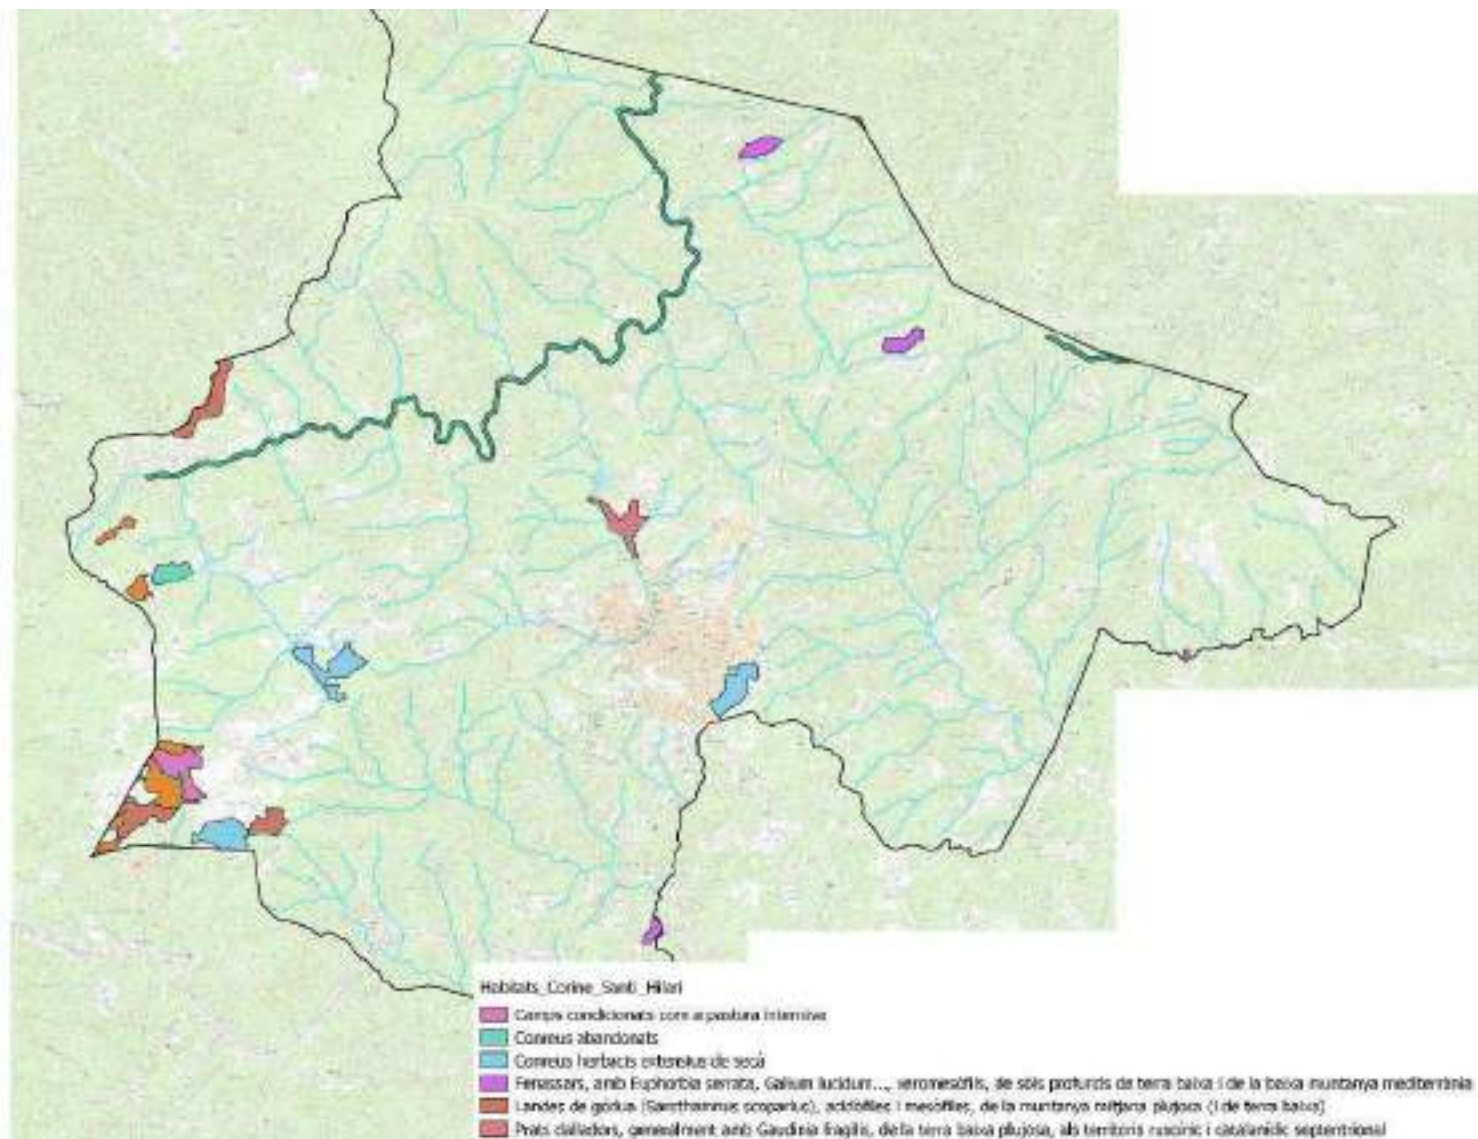 Habitats_Corine_Santi_Hilari
Camps condicionats com a pastura intensiva
Conreus abandonats
Conreus herbacis extensius de secà
Fenassars, amb Euphorbia serrata, Galium lucidum..., xeromesòfils, de sòls profunds de terra baixa i de la baixa muntanya mediterrània
Landes de gódua (Sarothamnus scoparius), acidòfiles i mesòfiles, de la muntanya mitjana plujosa (i de terra baixa)
Prats dalladors, generalment amb Gaudinia fragilis, de la terra baixa plujosa, als territoris ruscínic i catalanídic septentrional